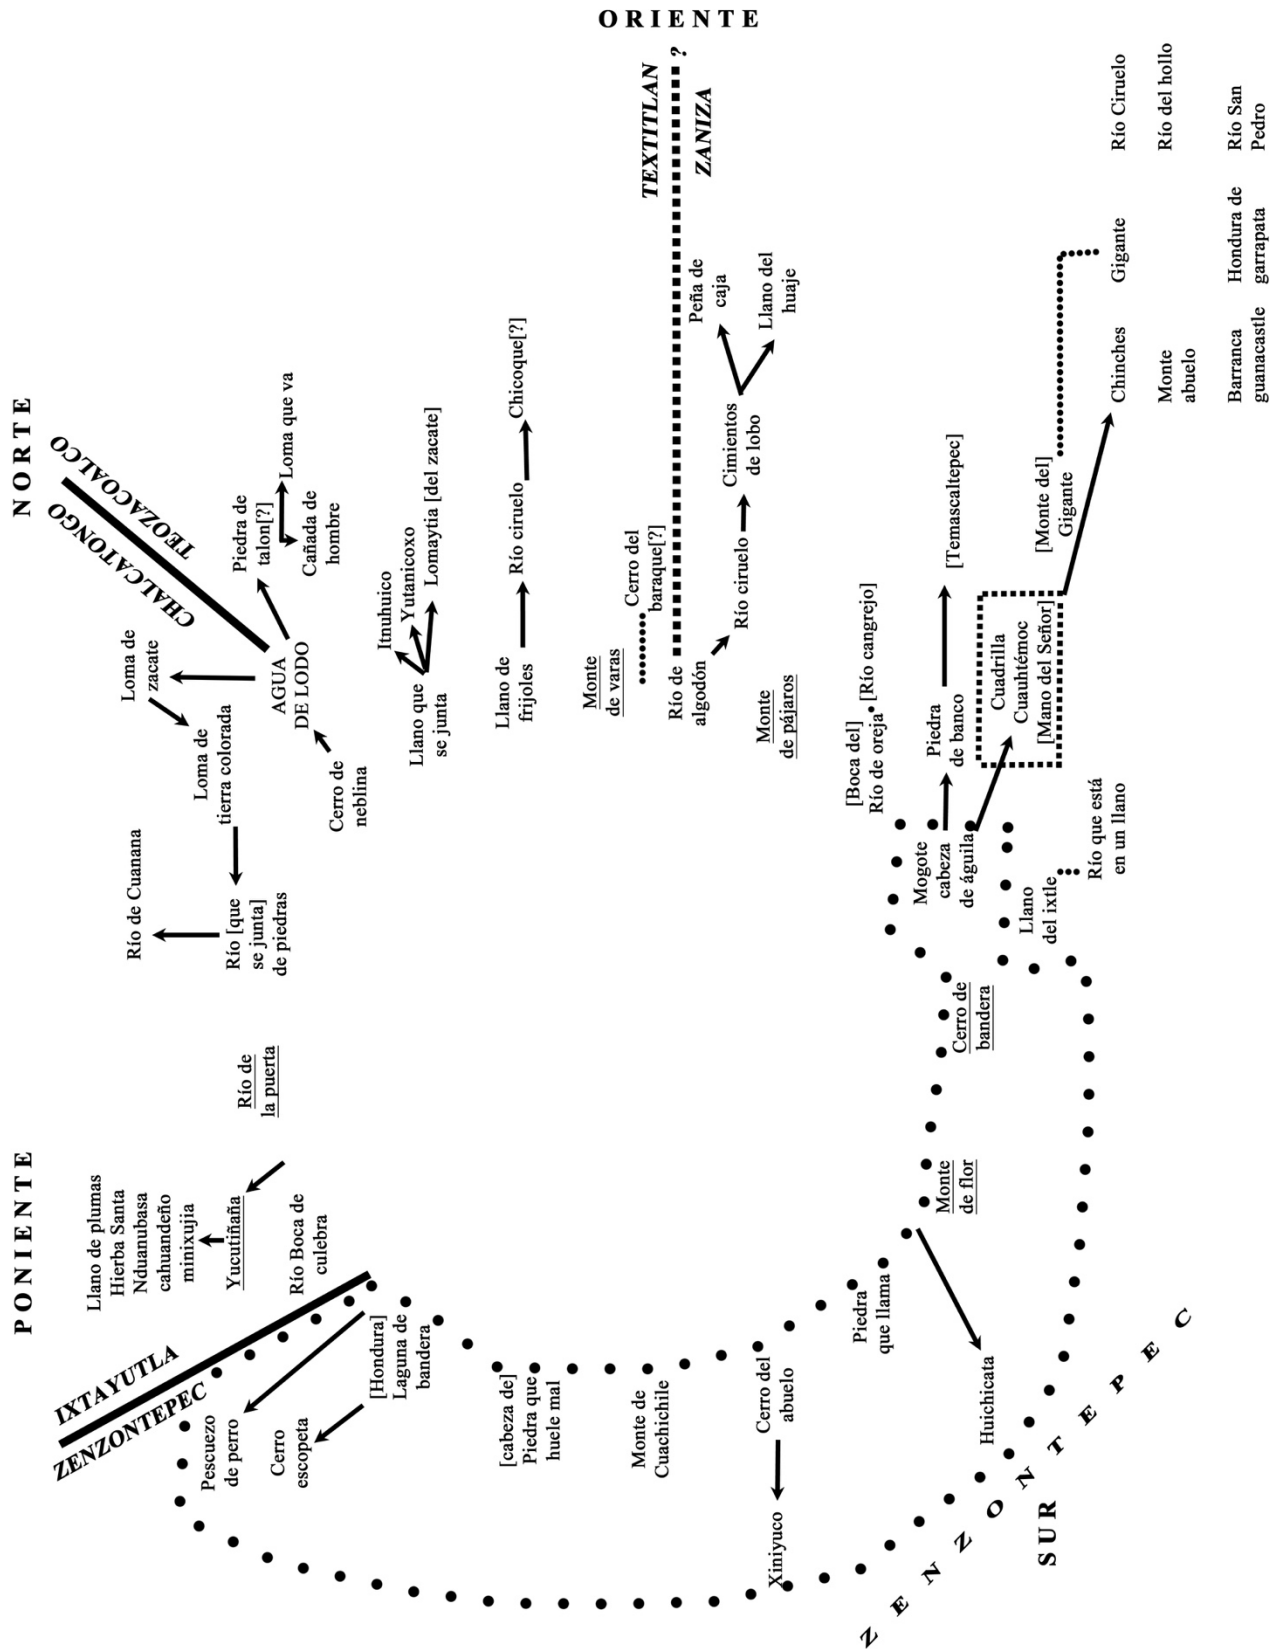 ORIENTE
NORTE
PONIENTE
SUR
TEOZACOALCO
CHALCATONGO
IXTAYUTLA
ZENZONTEPEC
TEXTITLAN
ZANIZA
?
ZENZONTEPEC
Piedra de
talon[?]
Loma que va
Cañada de
hombre
Loma de
zacate
AGUA
DE LODO
Loma de
tierra colorada
Cerro de
neblina
Río de Cuanana
Río [que
se junta]
de piedras
Río de
la puerta
Llano de plumas
Hierba Santa
Nduanubasa
cahuandeño
minixujia
Yucutiñaña
Río Boca de
culebra
Itnuhuico
Yutanicoxo
Lomaytia [del zacate]
Llano que
se junta
Llano de
frijoles
Río ciruelo
Chicoque[?]
Monte
de varas
Cerro del
baraque[?]
Río de
algodón
Río ciruelo
Cimientos
de lobo
Peña de
caja
Llano del
huaje
Monte
de pájaros
[Boca del]
Río de oreja
[Río cangrejo]
Piedra
de banco
[Temascaltepec]
Mogote
cabeza
de águila
Cuadrilla
Cuauhtémoc
[Mano del Señor]
[Monte del]
Gigante
Gigante
Río Ciruelo
Chinches
Río del hollo
Monte
abuelo
Río San
Pedro
Hondura de
garrapata
Barranca
guanacastle
Río que está
en un llano
Llano
del ixtle
Cerro de
bandera
Monte
de flor
Piedra
que llama
Huichicata
Cerro del
abuelo
Xiniyuco
Monte de
Cuachichile
[cabeza de]
Piedra que
huele mal
[Hondura]
Laguna de
bandera
Pescuezo
de perro
Cerro
escopeta